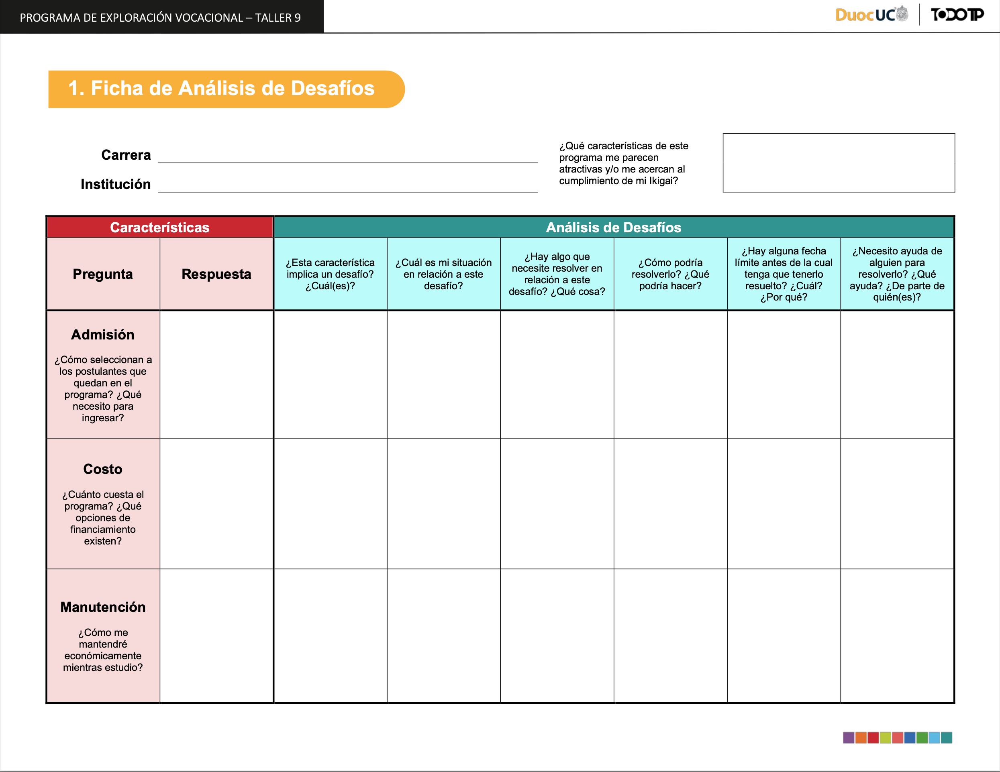 PROGRAMA DE EXPLORACIÓN VOCACIONAL – TALLER 9
Duoc UC
TODOTP
1. Ficha de Análisis de Desafíos
Carrera
Institución
¿Qué características de este
programa me parecen
atractivas y/o me acercan al
cumplimiento de mi Ikigai?
Características
Análisis de Desafíos
Pregunta
Respuesta
¿Esta característica
implica un desafío?
¿Cuál(es)?
¿Cuál es mi situación
en relación a este
desafío?
¿Hay algo que
necesite resolver en
relación a este
desafío? ¿Qué cosa?
¿Cómo podría
resolverlo? ¿Qué
podría hacer?
¿Hay alguna fecha
límite antes de la cual
tenga que tenerlo
resuelto? ¿Cuál?
¿Por qué?
¿Necesito ayuda de
alguien para
resolverlo? ¿Qué
ayuda? ¿De parte de
quién(es)?
Admisión
¿Cómo seleccionan a
los postulantes que
quedan en el
programa? ¿Qué
necesito para
ingresar?
Costo
¿Cuánto cuesta el
programa? ¿Qué
opciones de
financiamiento
existen?
Manutención
¿Cómo me
mantendré
económicamente
mientras estudio?